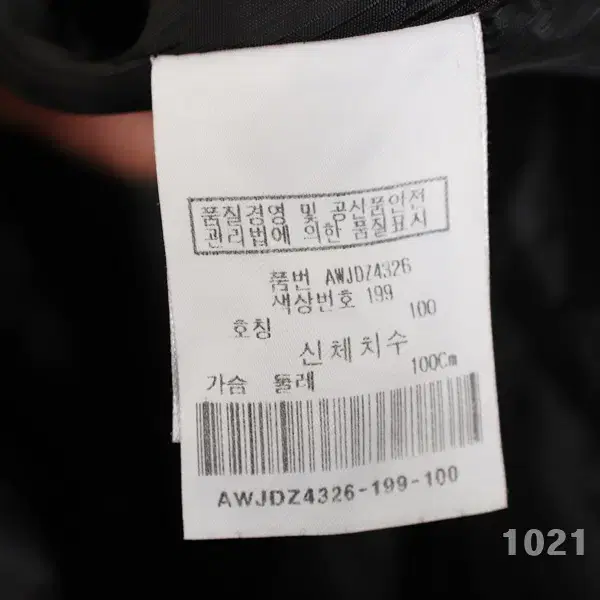 품질경영 및 공산품안전
관리법에 의한 품질표시
품번 AWJDZ4326
색상번호 199
호칭 100
신체치수
가슴 둘레 100Cm
AWJDZ4326-199-100
1021